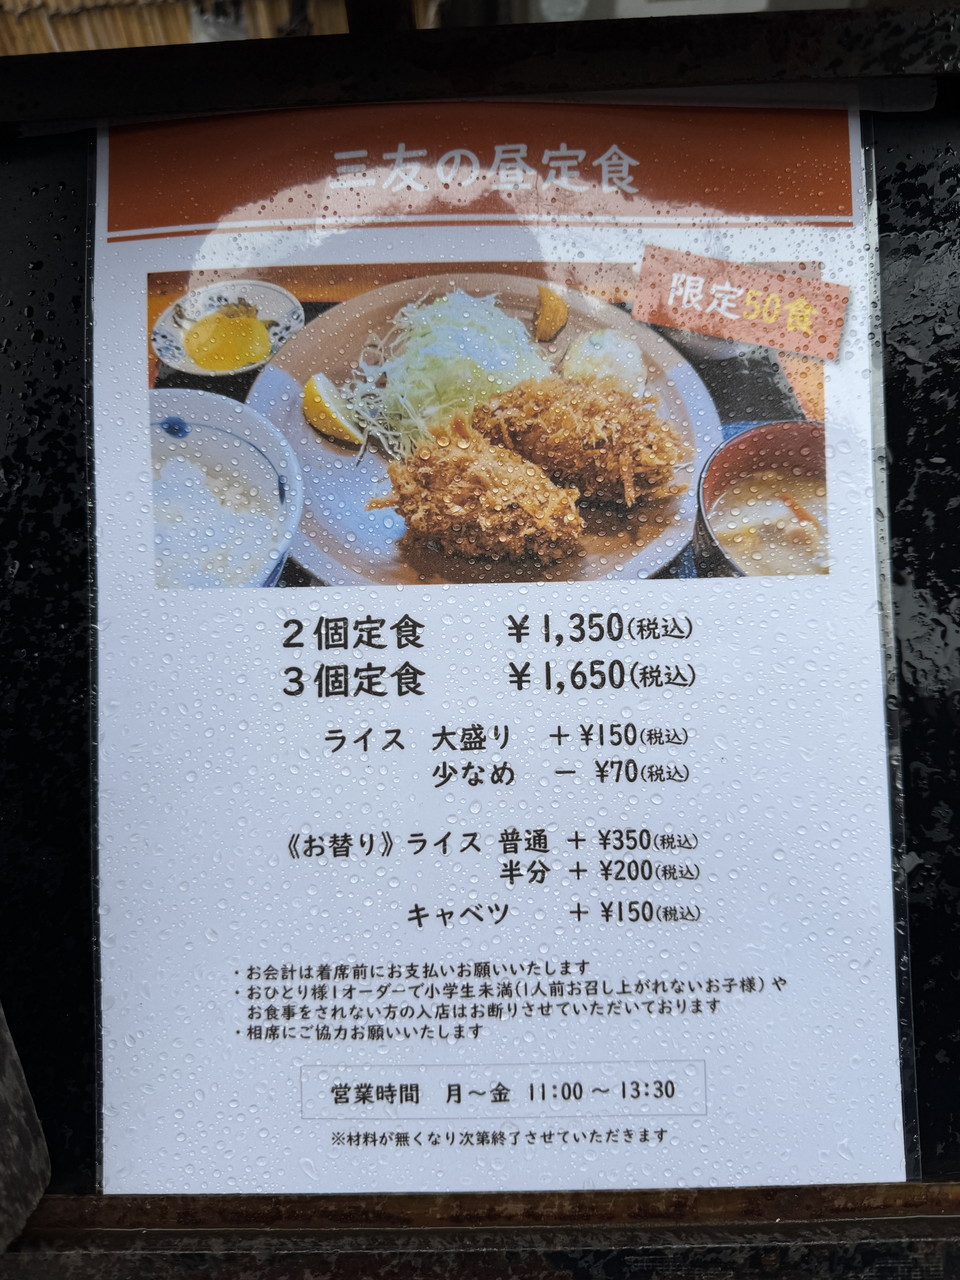 三友の昼定食
限定50食
2個定食 ¥1,350(税込)
3個定食 ¥1,650(税込)
ライス 大盛り +¥150(税込)
少なめ − ¥70(税込)
《お替り》ライス 普通 + ¥350(税込)
半分 + ¥200(税込)
キャベツ + ¥150(税込)
・お会計は着席前にお支払いお願いいたします
・おひとり様1オーダーで小学生未満(1人前お召し上がれないお子様)や
お食事をされない方の入店はお断りさせていただいております
・相席にご協力お願いいたします
営業時間 月〜金 11:00 〜 13:30
※材料が無くなり次第終了させていただきます